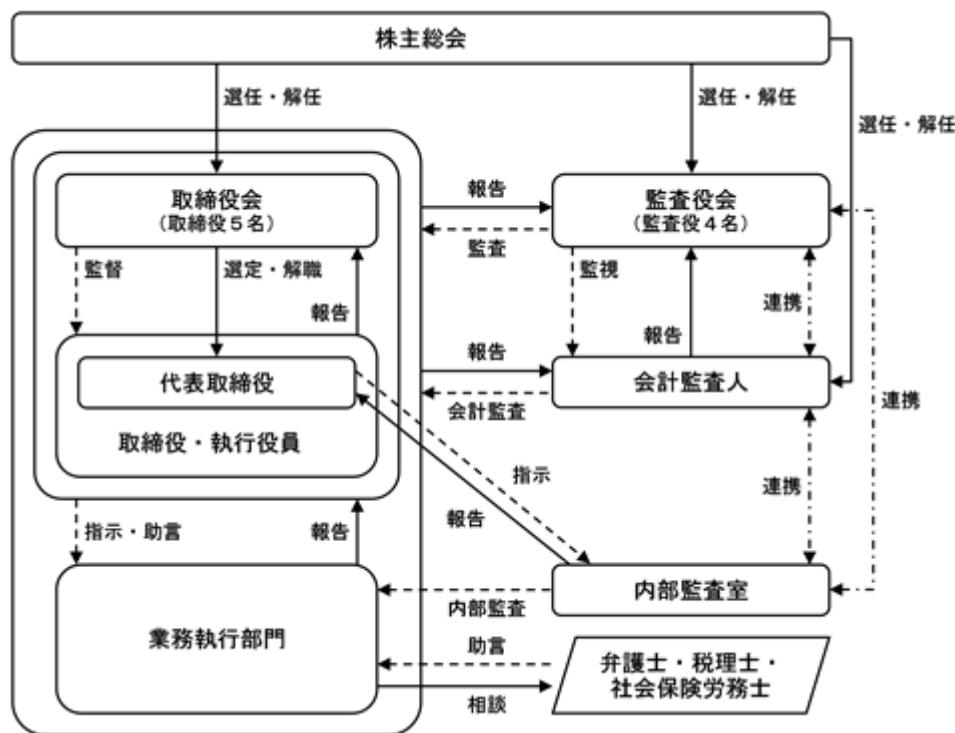 株主総会
選任・解任
選任・解任
選任・解任
取締役会
（取締役５名）
報告
監査役会
（監査役４名）
監査
監督
選定・解職
報告
監視
報告
連携
報告
代表取締役
会計監査人
会計監査
連携
取締役・執行役員
指示
報告
連携
指示・助言
報告
内部監査室
内部監査
業務執行部門
助言
弁護士・税理士・
社会保険労務士
相談